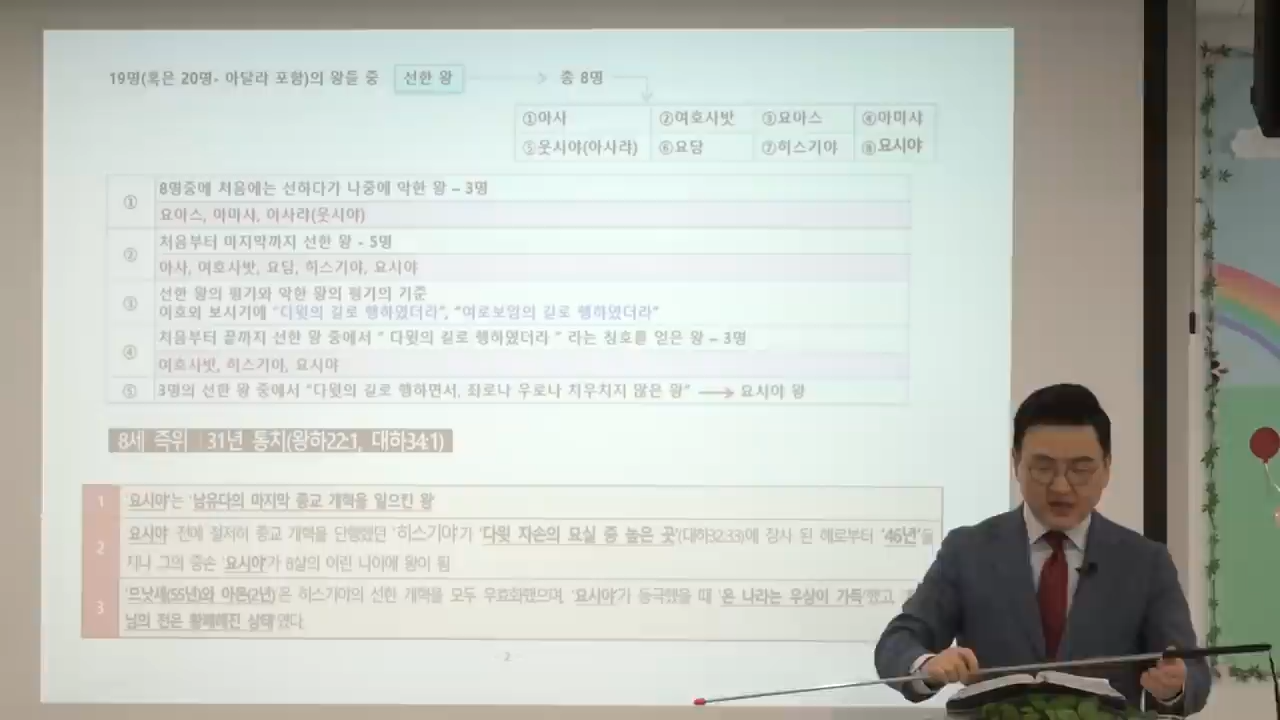 19명(혹은 20명- 아달랴 포함)의 왕들 중 선한 왕 총 8명
①아사 ②여호사밧 ③요아스 ④아마샤
⑤웃시야(아사랴) ⑥요담 ⑦히스기야 ⑧요시야
① 8명중에 처음에는 선하다가 나중에 악한 왕 – 3명
요아스, 아마샤, 아사랴(웃시야)
② 처음부터 마지막까지 선한 왕 - 5명
아사, 여호사밧, 요담, 히스기야, 요시야
③ 선한 왕의 평가와 악한 왕의 평가의 기준
여호와 보시기에 “다윗의 길로 행하였더라”, “여로보암의 길로 행하였더라”
④ 처음부터 끝까지 선한 왕 중에서 “ 다윗의 길로 행하였더라 ” 라는 칭호를 얻은 왕 – 3명
여호사밧, 히스기야, 요시야
⑤ 3명의 선한 왕 중에서 “다윗의 길로 행하면서, 좌로나 우로나 치우치지 않은 왕” → 요시야 왕
8세 즉위 31년 통치(왕하22:1, 대하34:1)
1 '요시야'는 '남유다의 마지막 종교 개혁을 일으킨 왕'
2 요시야 전에 철저히 종교 개혁을 단행했던 '히스기야'가 '다윗 자손의 묘실 중 높은 곳'(대하32:33)에 장사 된 해로부터 '46년'을
지나 그의 증손 '요시야'가 8살의 어린 나이에 왕이 됨
3 '므낫세(55년)와 아몬(2년)'은 히스기야의 선한 개혁을 모두 무효화했으며, '요시야'가 등극했을 때 '온 나라는 우상이 가득'했고,
님의 전은 황폐해진 상태'였다.
- 2 -